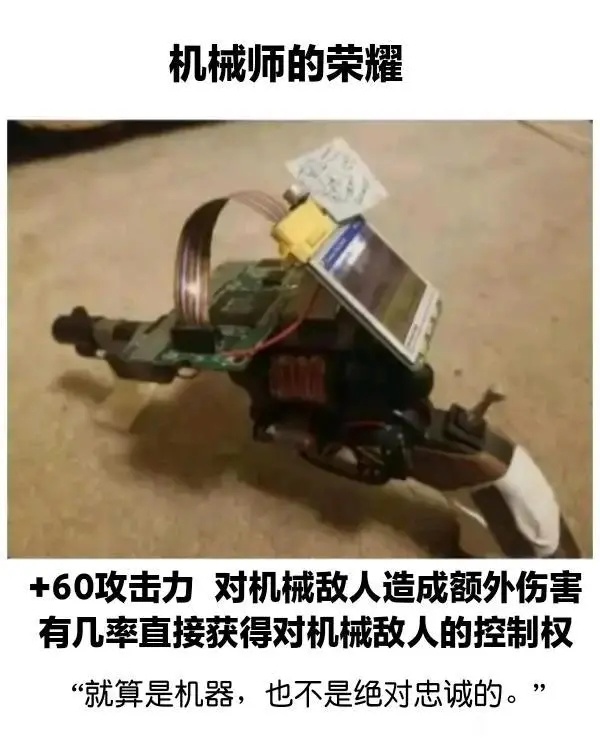 机械师的荣耀
+60攻击力 对机械敌人造成额外伤害
有几率直接获得对机械敌人的控制权
“就算是机器，也不是绝对忠诚的。”